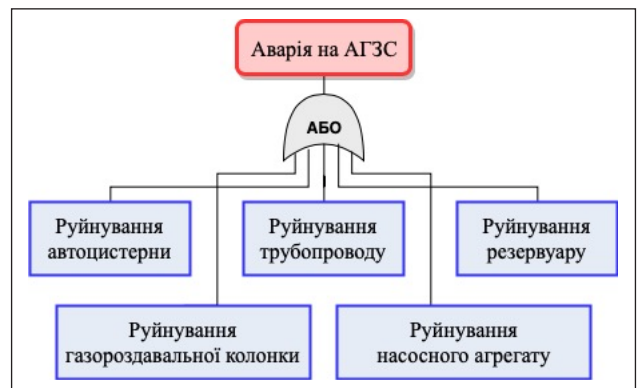 Аварія на АГЗС
АБО
Руйнування
автоцистерни
Руйнування
трубопроводу
Руйнування
резервуару
Руйнування
газороздавальної колонки
Руйнування
насосного агрегату